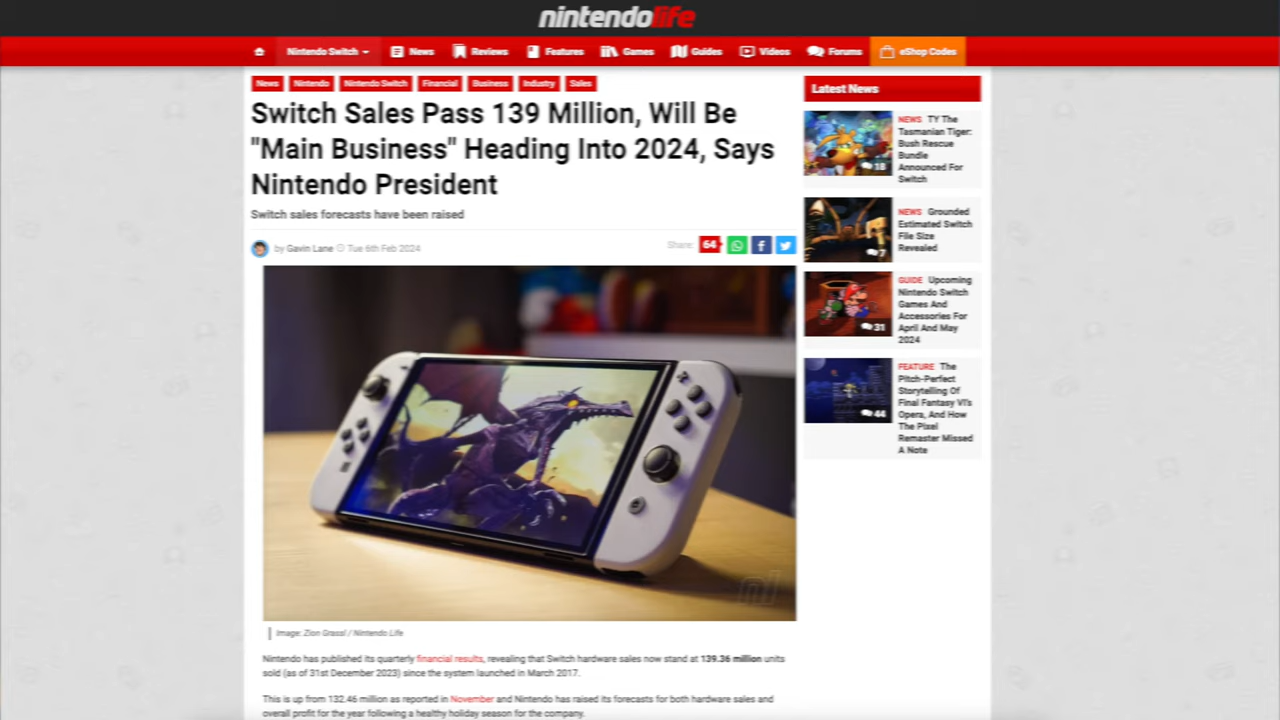 nintendolife
Nintendo Switch
News
Reviews
Features
Games
Guides
Videos
Forums
eShop Codes
News
Nintendo
Nintendo Switch
Financial
Business
Industry
Sales
Switch Sales Pass 139 Million, Will Be
"Main Business" Heading Into 2024, Says
Nintendo President
Switch sales forecasts have been raised
by Gavin Lane Tue 6th Feb 2024
Share: 64
Image: Zion Grassl / Nintendo Life
Nintendo has published its quarterly financial results, revealing that Switch hardware sales now stand at 139.36 million units
sold (as of 31st December 2023) since the system launched in March 2017.
This is up from 132.46 million as reported in November and Nintendo has raised its forecasts for both hardware sales and
overall profit for the year following a healthy holiday season for the company.
Latest News
NEWS TY The
Tasmanian Tiger:
Bush Rescue
Bundle
Announced For
Switch
18
NEWS Grounded
Estimated Switch
File Size
Revealed
7
GUIDE Upcoming
Nintendo Switch
Games And
Accessories For
April And May
2024
31
FEATURE The
Pitch-Perfect
Storytelling Of
Final Fantasy VI's
Opera, And How
The Pixel
Remaster Missed
A Note
44
nl